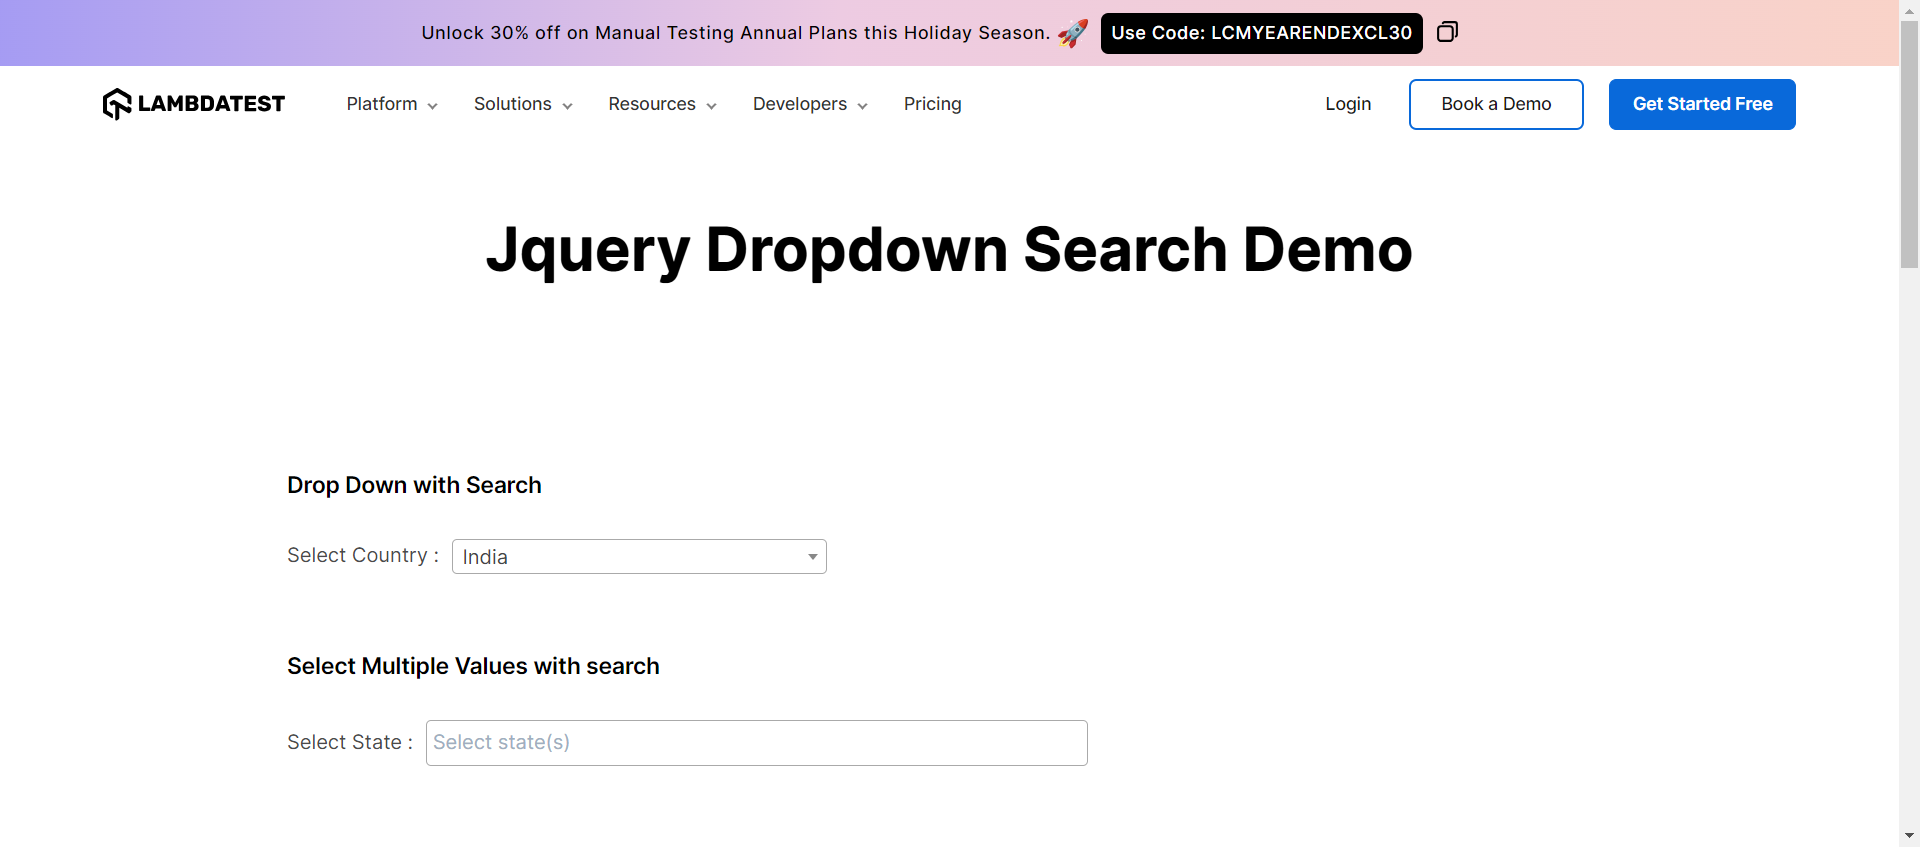 Unlock 30% off on Manual Testing Annual Plans this Holiday Season. 🚀 Use Code: LCMYEARENDEXCL30
LAMBDATEST Platform Solutions Resources Developers Pricing Login Book a Demo Get Started Free
Jquery Dropdown Search Demo
Drop Down with Search
Select Country : India
Select Multiple Values with search
Select State : Select state(s)